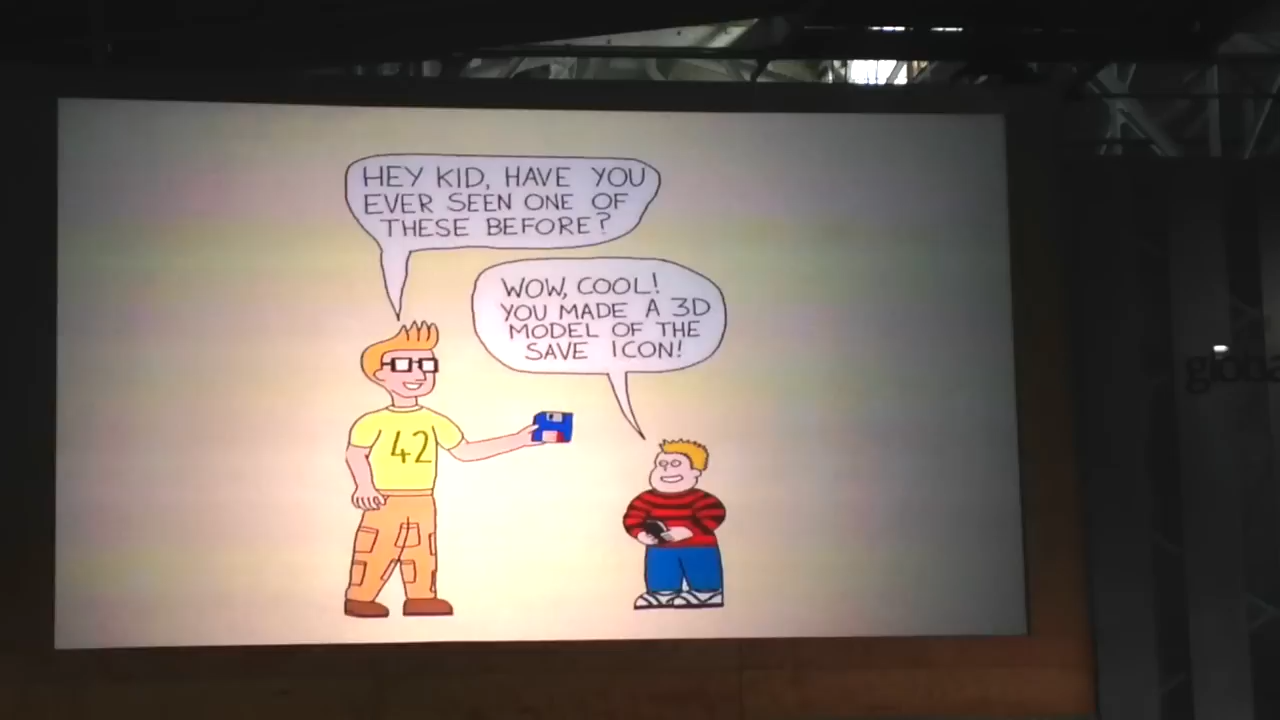 HEY KID, HAVE YOU
EVER SEEN ONE OF
THESE BEFORE?
WOW, COOL!
YOU MADE A 3D
MODEL OF THE
SAVE ICON!
42